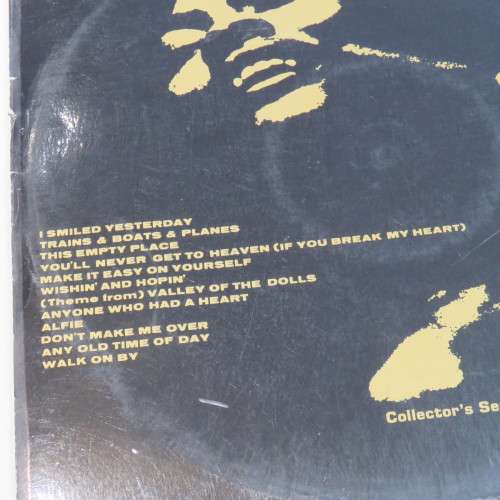 I SMILED YESTERDAY
TRAINS & BOATS & PLANES
THIS EMPTY PLACE
YOU'LL NEVER GET TO HEAVEN (IF YOU BREAK MY HEART)
MAKE IT EASY ON YOURSELF
WISHIN' AND HOPIN'
(Theme from) VALLEY OF THE DOLLS
ANYONE WHO HAD A HEART
ALFIE
DON'T MAKE ME OVER
ANY OLD TIME OF DAY
WALK ON BY
Collector's Se